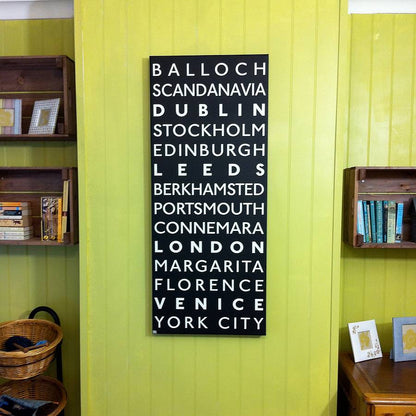 BALLOCH
SCANDANAVIA
DUBLIN
STOCKHOLM
EDINBURGH
LEEDS
BERKHAMSTED
PORTSMOUTH
CONNEMARA
LONDON
MARGARITA
FLORENCE
VENICE
YORK CITY